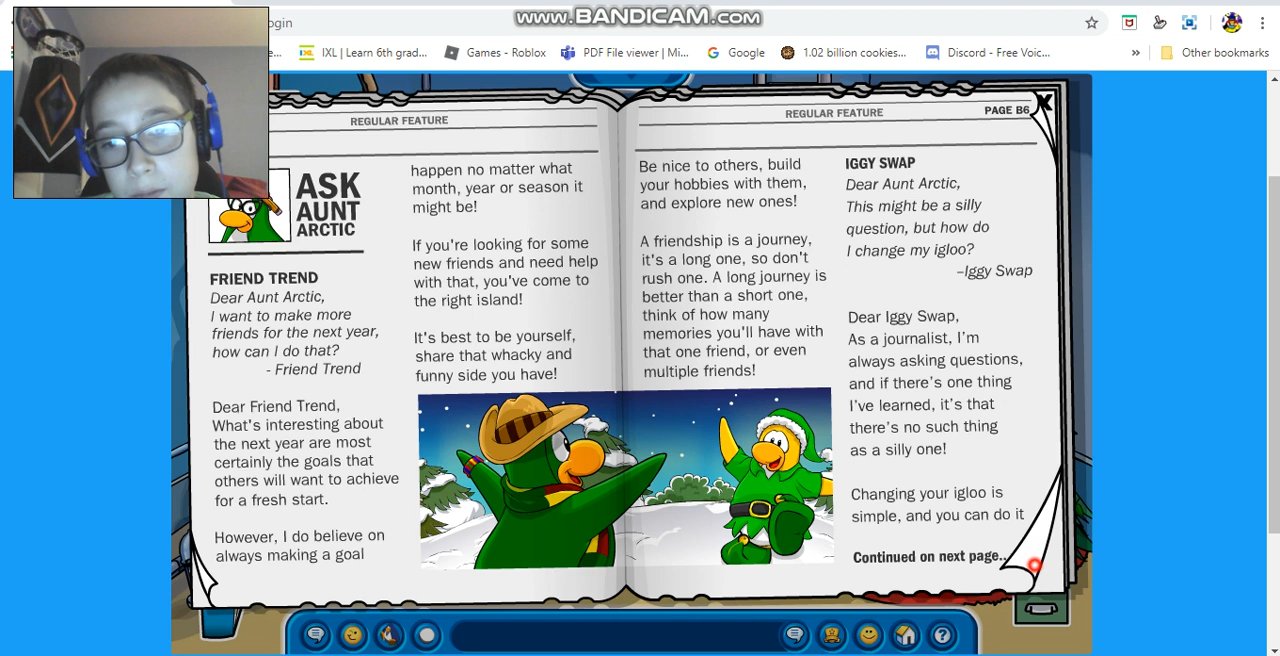 www.BANDICAM.com
ogin
e...
IXL | Learn 6th grad...
Games - Roblox
PDF File viewer | Mi...
Google
1.02 billion cookies...
Discord - Free Voic...
»
Other bookmarks
REGULAR FEATURE
ASK
AUNT
ARCTIC
FRIEND TREND
Dear Aunt Arctic,
I want to make more
friends for the next year,
how can I do that?
- Friend Trend
Dear Friend Trend,
What's interesting about
the next year are most
certainly the goals that
others will want to achieve
for a fresh start.
However, I do believe on
always making a goal
happen no matter what
month, year or season it
might be!
If you're looking for some
new friends and need help
with that, you've come to
the right island!
It's best to be yourself,
share that whacky and
funny side you have!
REGULAR FEATURE
PAGE B6
X
Be nice to others, build
your hobbies with them,
and explore new ones!
A friendship is a journey,
it's a long one, so don't
rush one. A long journey is
better than a short one,
think of how many
memories you'll have with
that one friend, or even
multiple friends!
IGGY SWAP
Dear Aunt Arctic,
This might be a silly
question, but how do
I change my igloo?
–Iggy Swap
Dear Iggy Swap,
As a journalist, I'm
always asking questions,
and if there's one thing
I've learned, it's that
there's no such thing
as a silly one!
Changing your igloo is
simple, and you can do it
Continued on next page...
?